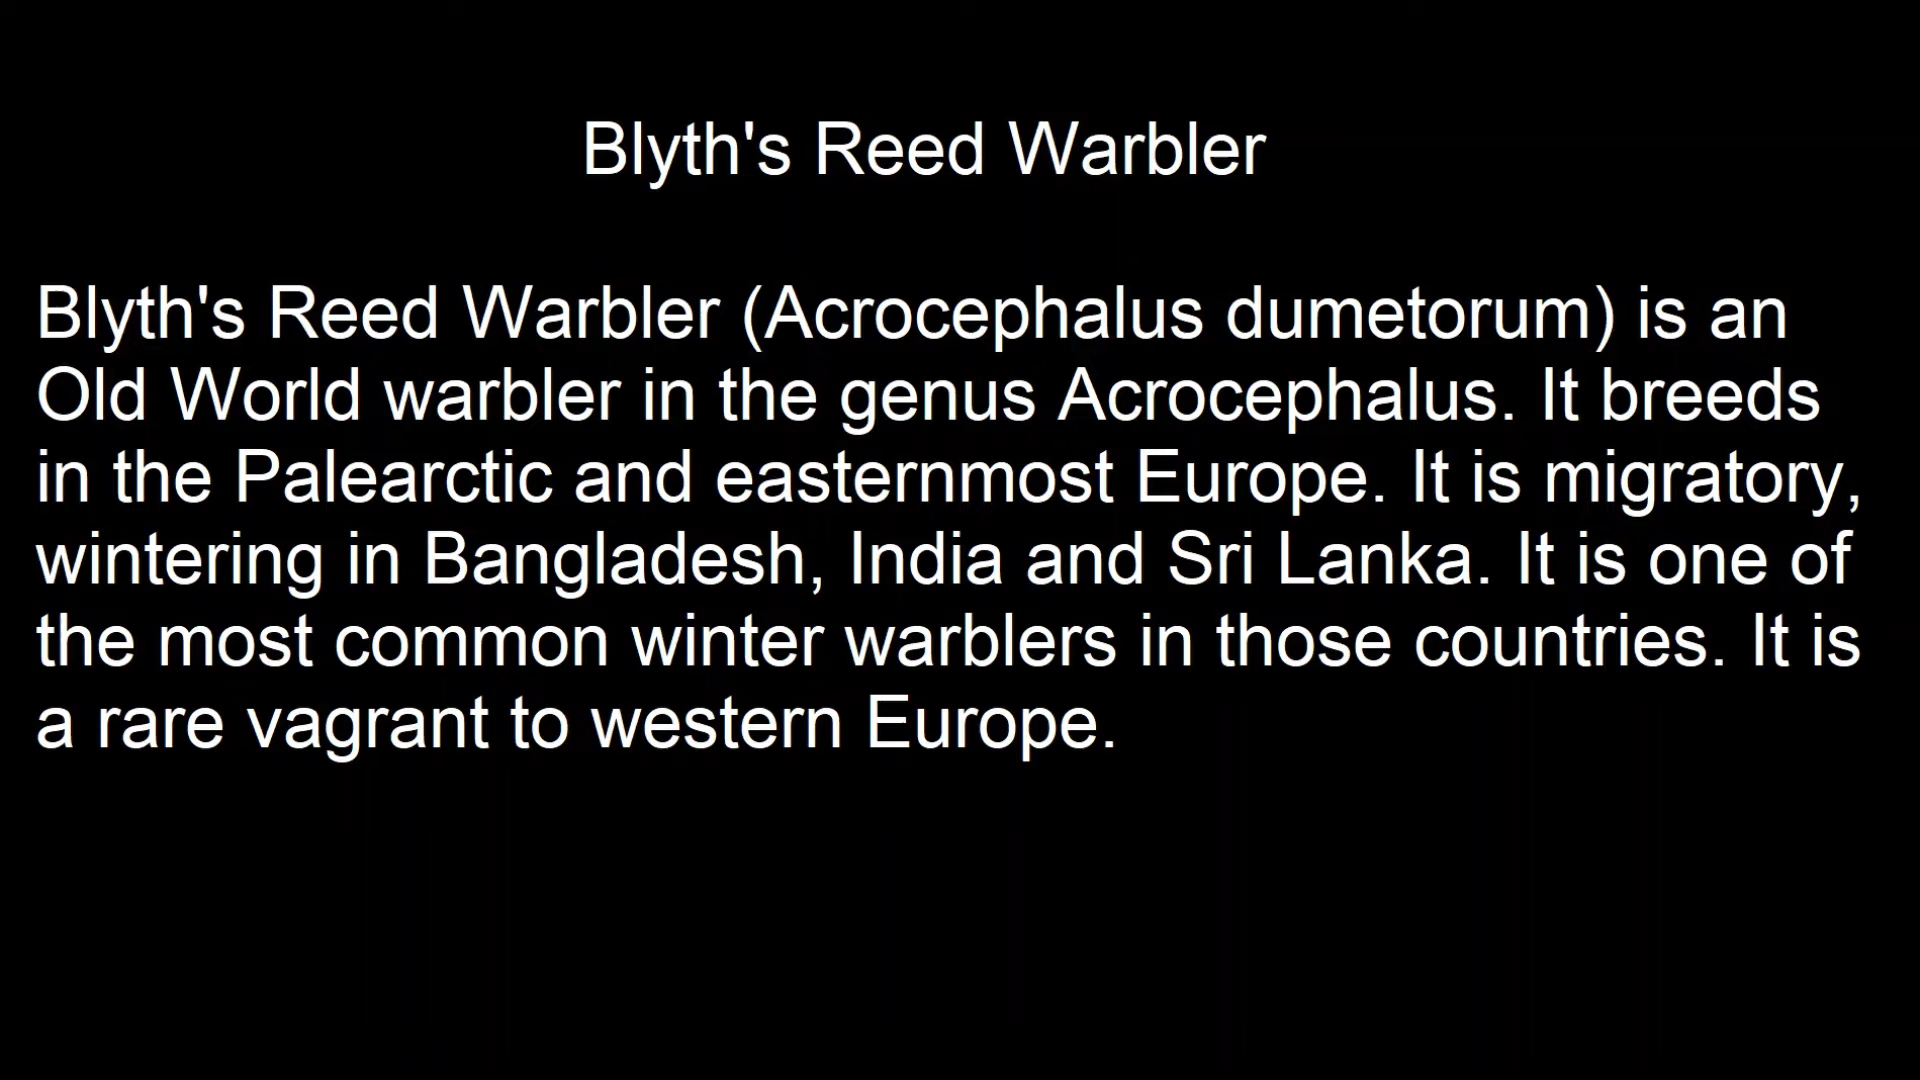 Blyth's Reed Warbler
Blyth's Reed Warbler (Acrocephalus dumetorum) is an
Old World warbler in the genus Acrocephalus. It breeds
in the Palearctic and easternmost Europe. It is migratory,
wintering in Bangladesh, India and Sri Lanka. It is one of
the most common winter warblers in those countries. It is
a rare vagrant to western Europe.